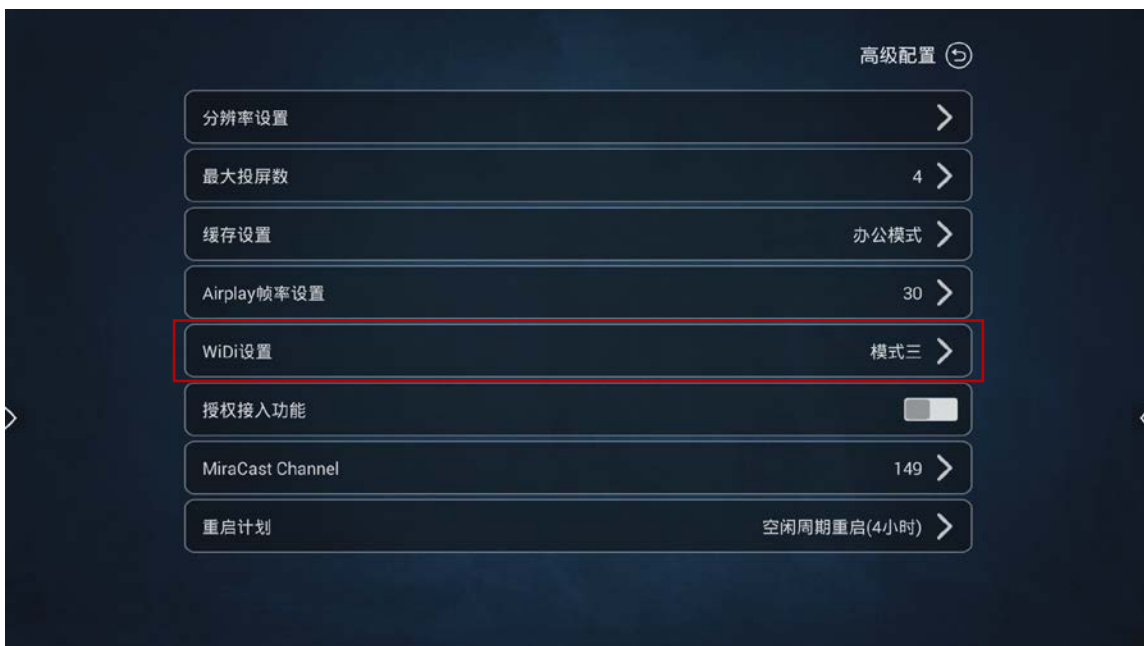 高级配置
分辨率设置
最大投屏数 4
缓存设置 办公模式
Airplay帧率设置 30
WiDi设置 模式三
授权接入功能
MiraCast Channel 149
重启计划 空闲周期重启(4小时)